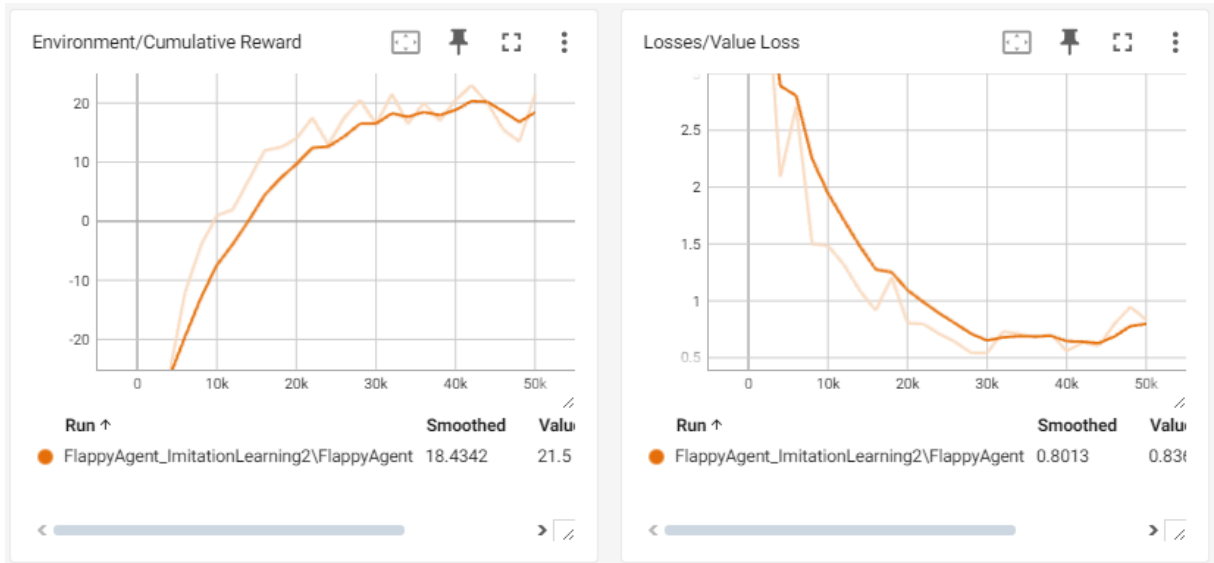 Environment/Cumulative Reward
20
10
0
-10
-20
0 10k 20k 30k 40k 50k
Run ↑ Smoothed
FlappyAgent_ImitationLearning2\FlappyAgent 18.4342 21.5
Losses/Value Loss
2.5
2
1.5
1
0.5
0 10k 20k 30k 40k 50k
Run ↑ Smoothed
FlappyAgent_ImitationLearning2\FlappyAgent 0.8013